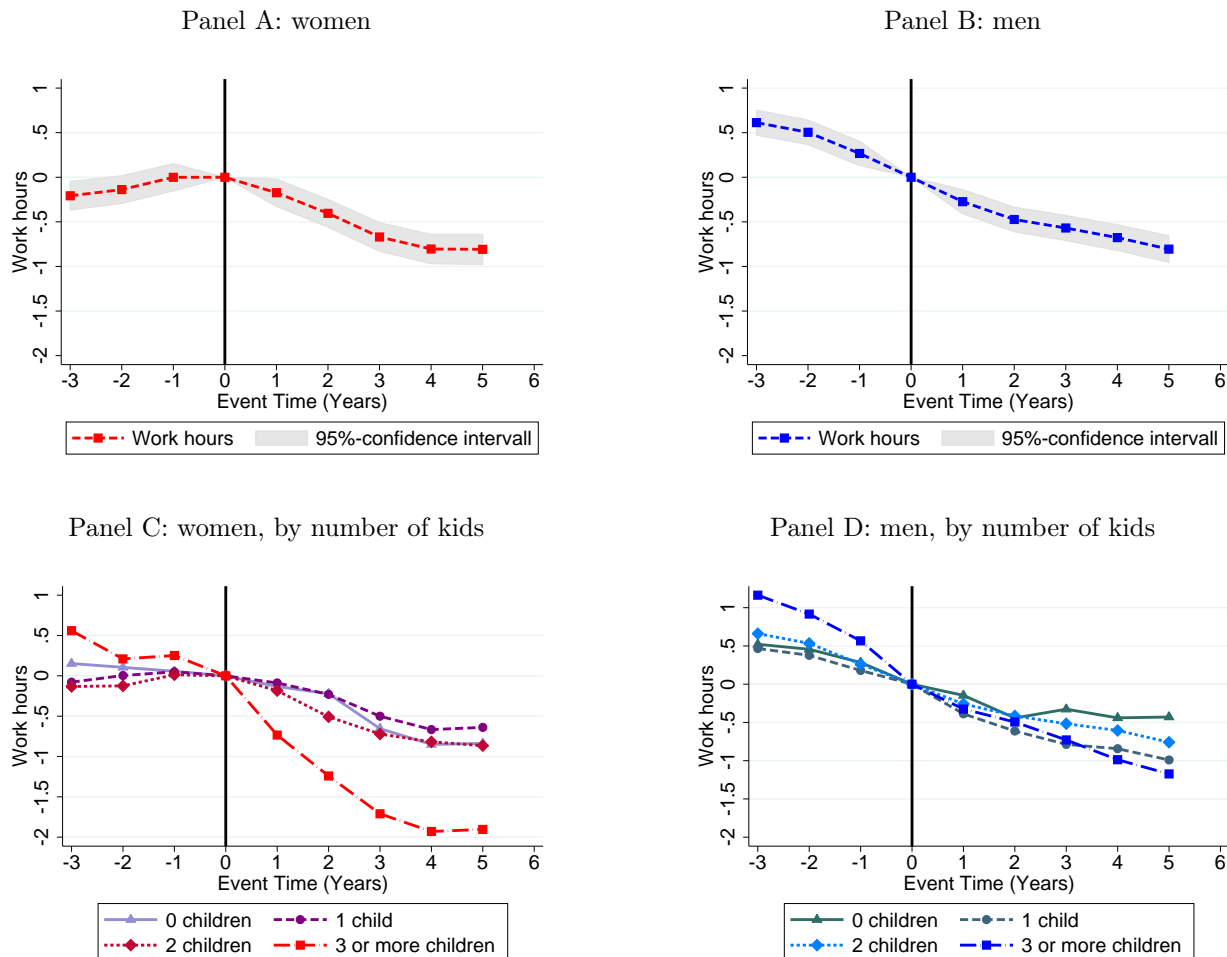 Panel A: women
Work hours
1
.5
0
-.5
-1
-1.5
-2
-3 -2 -1 0 1 2 3 4 5 6
Event Time (Years)
Work hours 95%-confidence intervall
Panel B: men
Work hours
1
.5
0
-.5
-1
-1.5
-2
-3 -2 -1 0 1 2 3 4 5 6
Event Time (Years)
Work hours 95%-confidence intervall
Panel C: women, by number of kids
Work hours
1
.5
0
-.5
-1
-1.5
-2
-3 -2 -1 0 1 2 3 4 5 6
Event Time (Years)
0 children 1 child
2 children 3 or more children
Panel D: men, by number of kids
Work hours
1
.5
0
-.5
-1
-1.5
-2
-3 -2 -1 0 1 2 3 4 5 6
Event Time (Years)
0 children 1 child
2 children 3 or more children